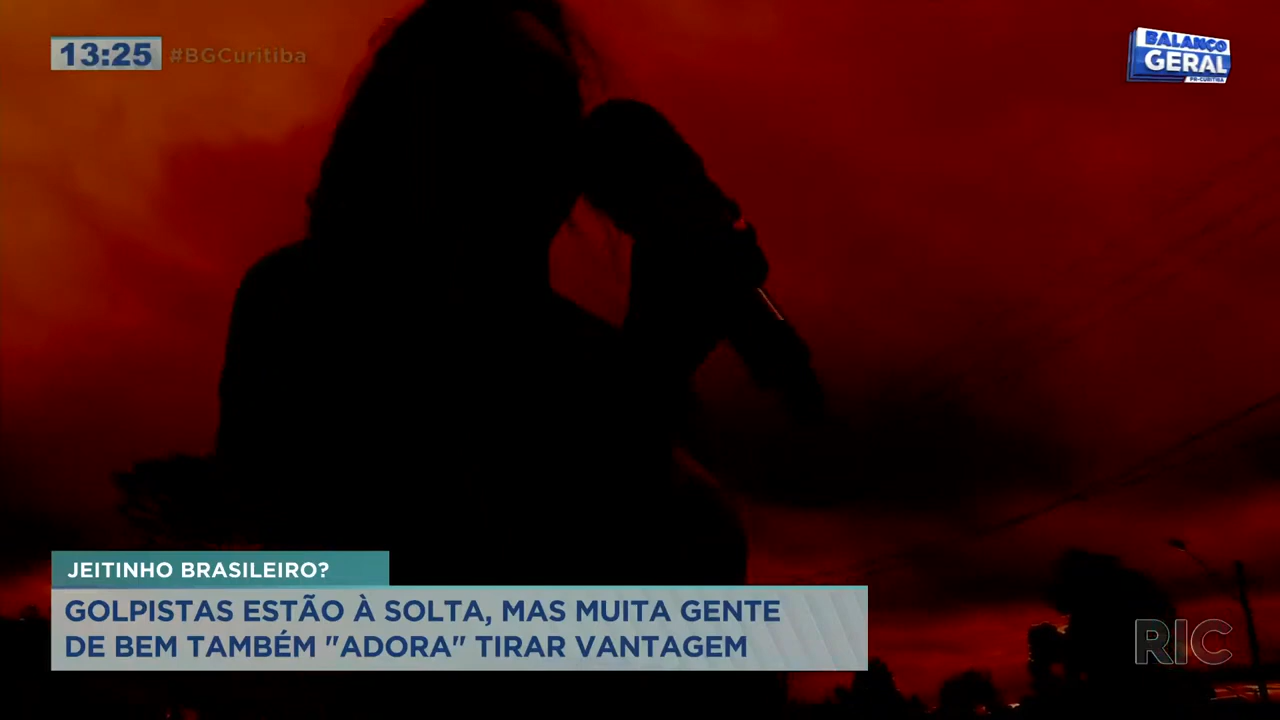 13:25 #BGCuritiba
BALANÇO
GERAL
PR-CURITIBA
JEITINHO BRASILEIRO?
GOLPISTAS ESTÃO À SOLTA, MAS MUITA GENTE
DE BEM TAMBÉM "ADORA" TIRAR VANTAGEM
RIC